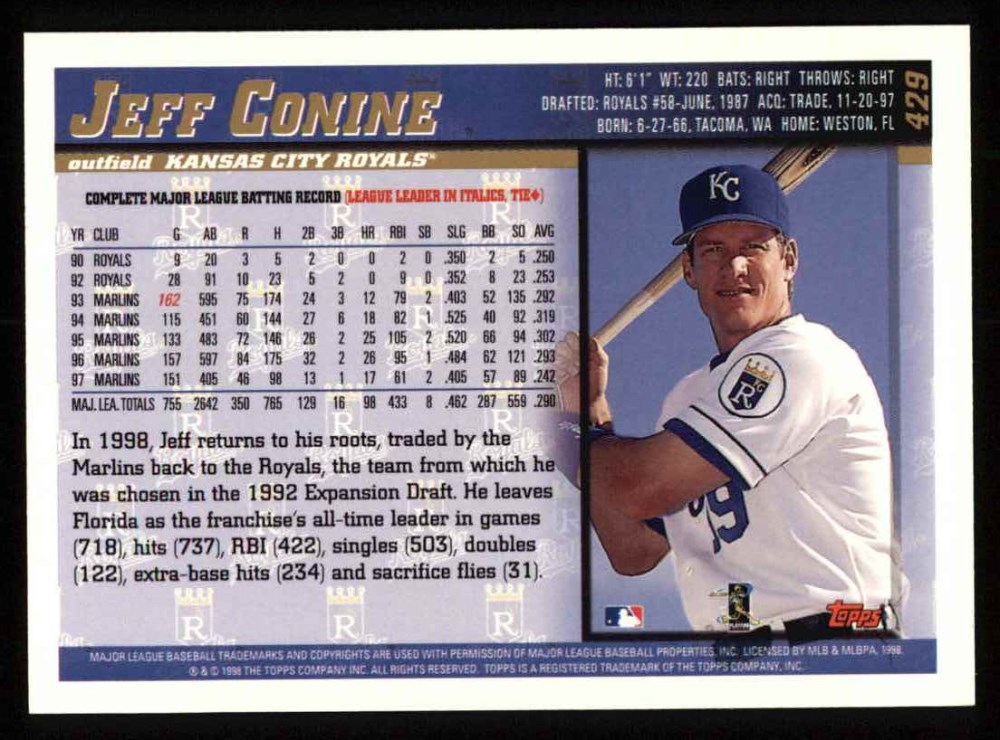 JEFF CONINE
HT: 6'1" WT: 220 BATS: RIGHT THROWS: RIGHT
DRAFTED: ROYALS #58-JUNE, 1987 ACQ: TRADE, 11-20-97
BORN: 6-27-66, TACOMA, WA HOME: WESTON, FL
429
outfield KANSAS CITY ROYALS
COMPLETE MAJOR LEAGUE BATTING RECORD (LEAGUE LEADER IN ITALICS, TIE◆)
YR CLUB G AB R H 2B 3B HR RBI SB SLG BB SO AVG
90 ROYALS 9 20 3 5 2 0 0 2 0 .350 2 5 .250
92 ROYALS 28 91 10 23 5 2 0 9 0 .352 8 23 .253
93 MARLINS 162 595 75 174 24 3 12 79 2 .403 52 135 .292
94 MARLINS 115 451 60 144 27 6 18 82 1 .525 40 92 .319
95 MARLINS 133 483 72 146 26 2 25 105 2 .520 66 94 .302
96 MARLINS 157 597 84 175 32 2 26 95 1 .484 62 121 .293
97 MARLINS 151 405 46 98 13 1 17 61 2 .405 57 89 .242
MAJ. LEA. TOTALS 755 2642 350 765 129 16 98 433 8 .462 287 559 .290
In 1998, Jeff returns to his roots, traded by the
Marlins back to the Royals, the team from which he
was chosen in the 1992 Expansion Draft. He leaves
Florida as the franchise's all-time leader in games
(718), hits (737), RBI (422), singles (503), doubles
(122), extra-base hits (234) and sacrifice flies (31).
KC
R
19
topps
MAJOR LEAGUE BASEBALL TRADEMARKS AND COPYRIGHTS ARE USED WITH PERMISSION OF MAJOR LEAGUE BASEBALL PROPERTIES, INC. LICENSED BY MLB & MLBPA, 1998.
® & © 1998 THE TOPPS COMPANY, INC. ALL RIGHTS RESERVED. TOPPS IS A REGISTERED TRADEMARK OF THE TOPPS COMPANY, INC.